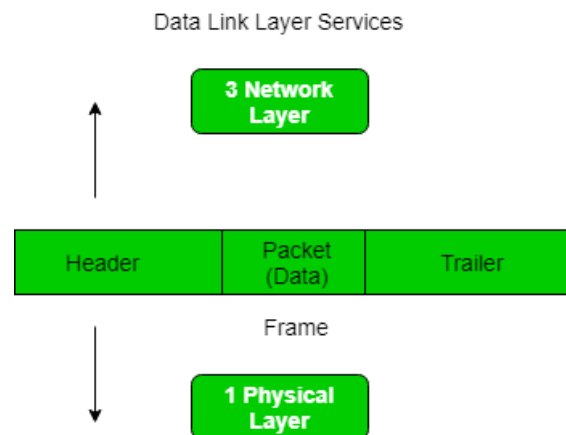 Data Link Layer Services
3 Network
Layer
Header
Packet
(Data)
Trailer
Frame
1 Physical
Layer